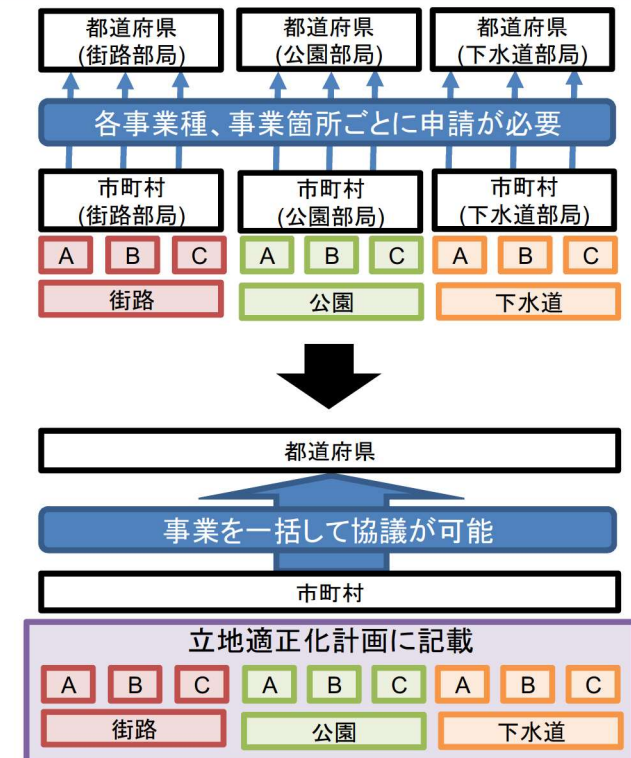 都道府県
(街路部局)
都道府県
(公園部局)
都道府県
(下水道部局)
各事業種、事業箇所ごとに申請が必要
市町村
(街路部局)
市町村
(公園部局)
市町村
(下水道部局)
A B C A B C A B C
街路 公園 下水道
都道府県
事業を一括して協議が可能
市町村
立地適正化計画に記載
A B C A B C A B C
街路 公園 下水道